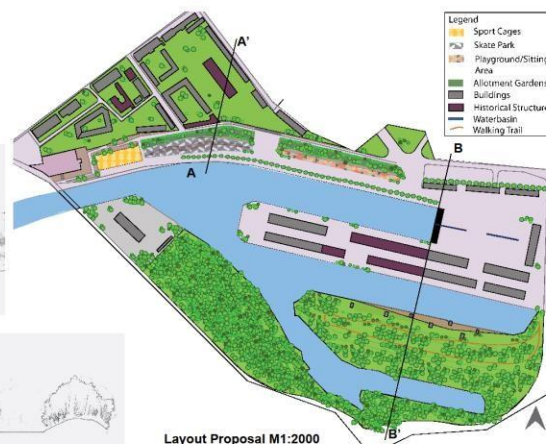 Legend
Sport Cages
Skate Park
Playground/Sitting
Area
Allotment Gardens
Buildings
Historical Structure
Waterbasin
Walking Trail
A'
B
A
B'
Layout Proposal M1:2000